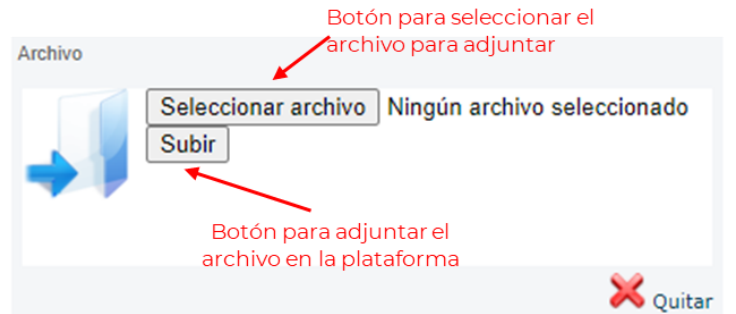 Botón para seleccionar el
archivo para adjuntar
Archivo
Seleccionar archivo Ningún archivo seleccionado
Subir
Botón para adjuntar el
archivo en la plataforma
Quitar